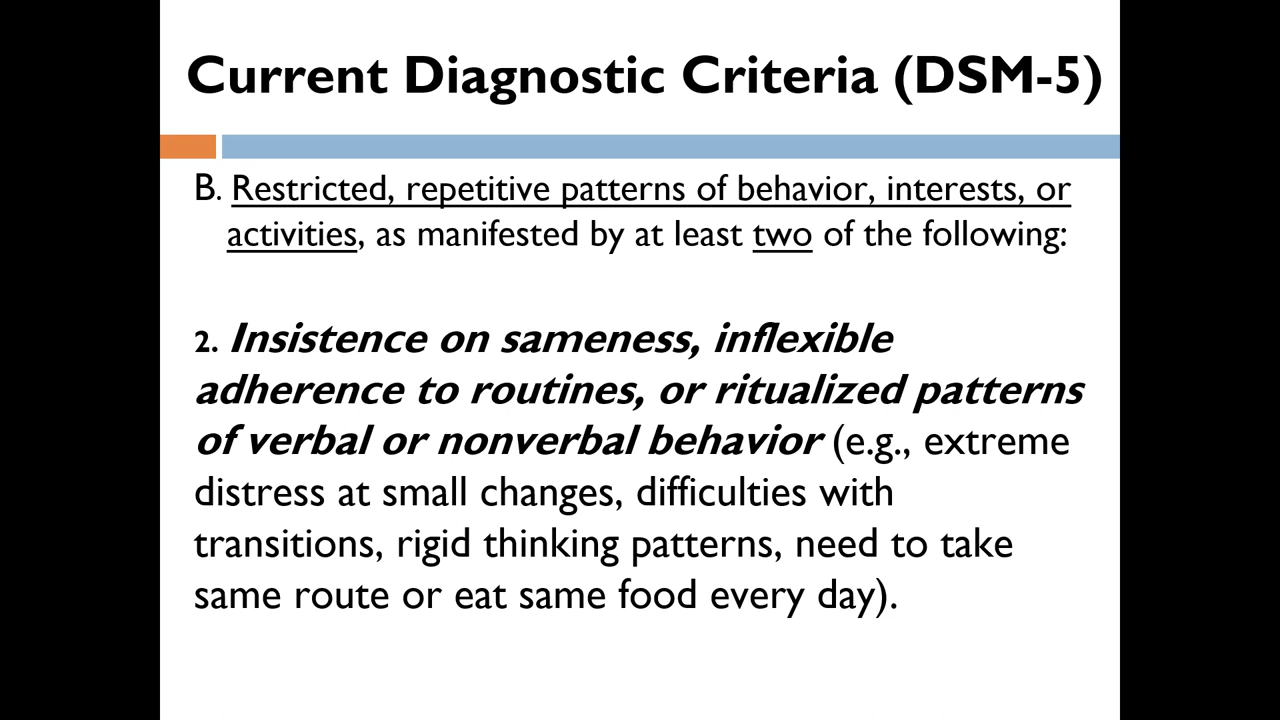 Current Diagnostic Criteria (DSM-5)
B. Restricted, repetitive patterns of behavior, interests, or
activities, as manifested by at least two of the following:
2. Insistence on sameness, inflexible
adherence to routines, or ritualized patterns
of verbal or nonverbal behavior (e.g., extreme
distress at small changes, difficulties with
transitions, rigid thinking patterns, need to take
same route or eat same food every day).